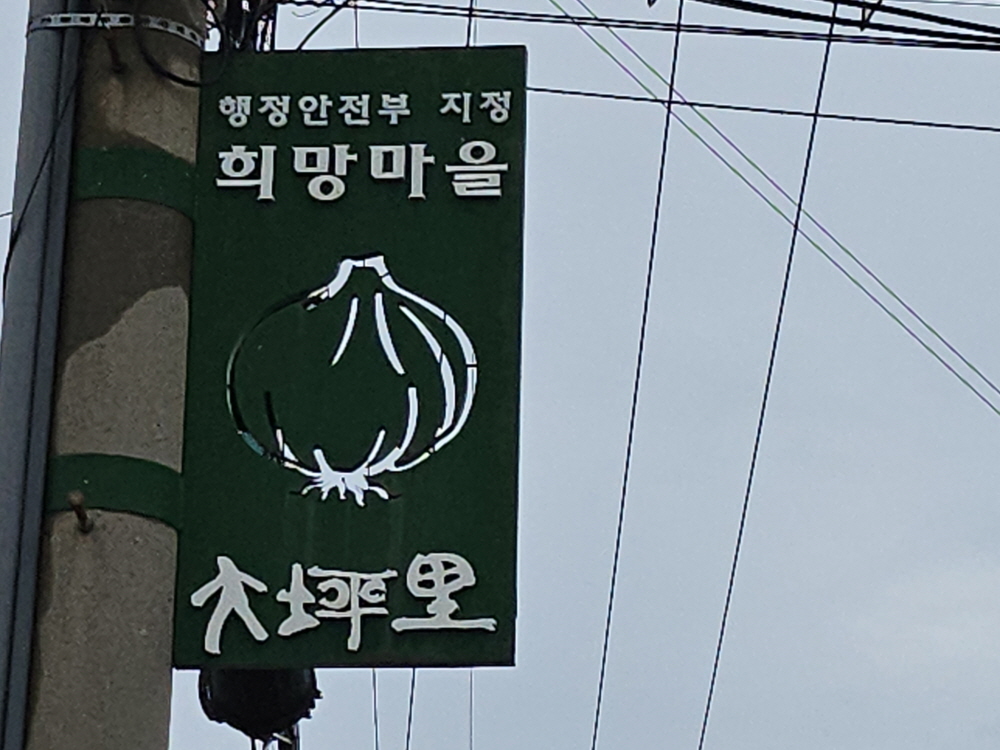 행정안전부 지정
희망마을
大坪里